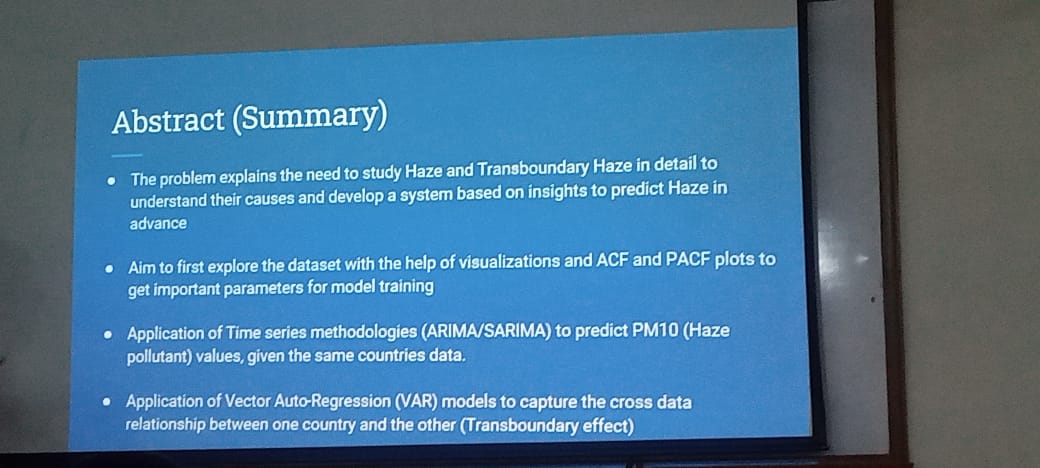 Abstract (Summary)
● The problem explains the need to study Haze and Transboundary Haze in detail to
understand their causes and develop a system based on insights to predict Haze in
advance
● Aim to first explore the dataset with the help of visualizations and ACF and PACF plots to
get important parameters for model training
● Application of Time series methodologies (ARIMA/SARIMA) to predict PM10 (Haze
pollutant) values, given the same countries data.
● Application of Vector Auto-Regression (VAR) models to capture the cross data
relationship between one country and the other (Transboundary effect)